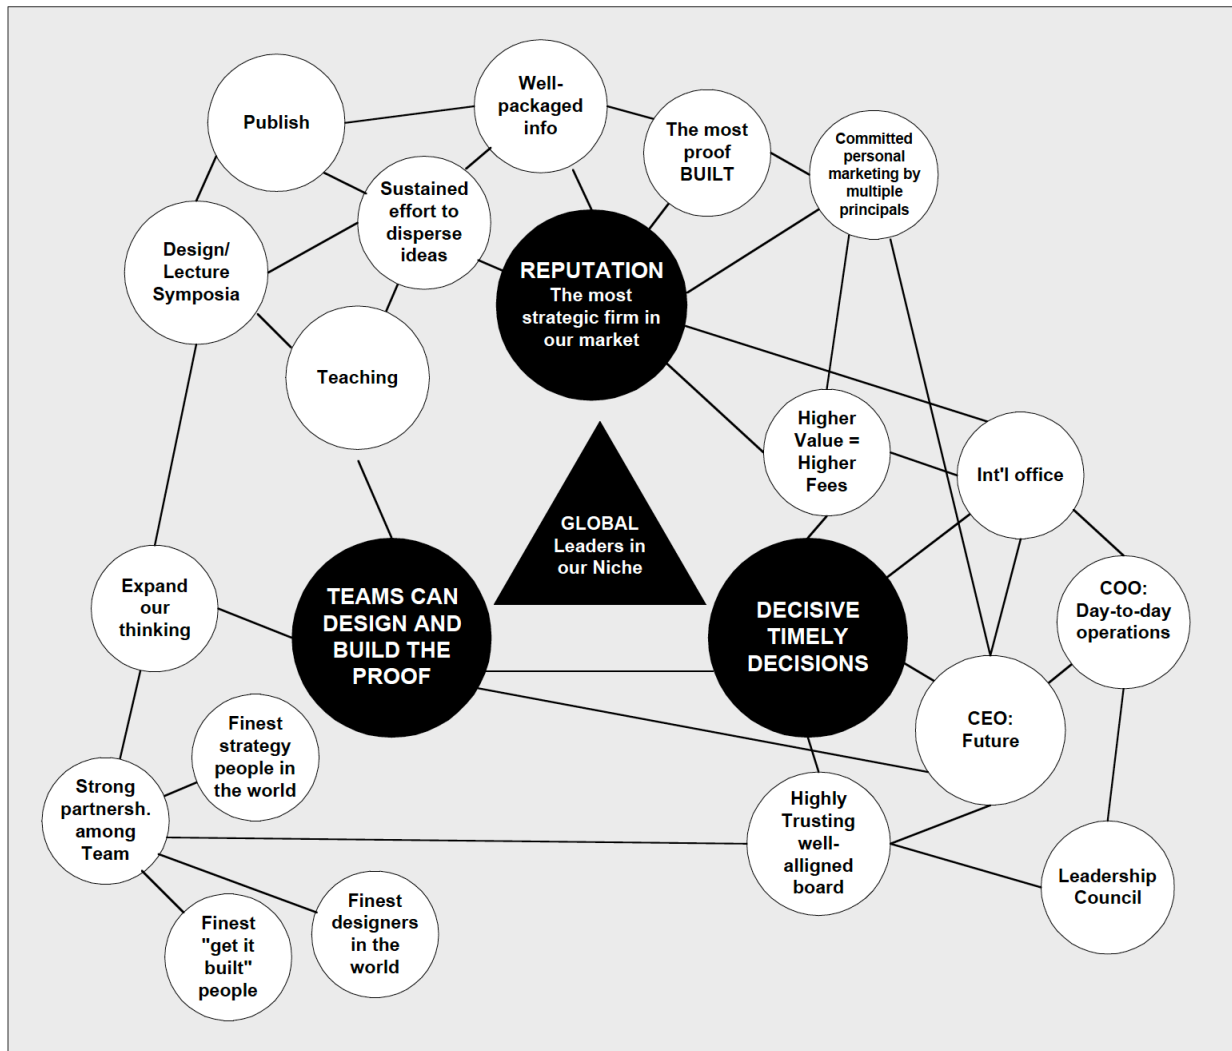 Publish
Well-
packaged
info
The most
proof
BUILT
Committed
personal
marketing by
multiple
principals
Sustained
effort to
disperse
ideas
Design/
Lecture
Symposia
REPUTATION
The most
strategic firm in
our market
Teaching
Higher
Value =
Higher
Fees
Int'l office
GLOBAL
Leaders in
our Niche
Expand
our
thinking
TEAMS CAN
DESIGN AND
BUILD THE
PROOF
DECISIVE
TIMELY
DECISIONS
COO:
Day-to-day
operations
CEO:
Future
Finest
strategy
people in
the world
Strong
partnersh.
among
Team
Highly
Trusting
well-
alligned
board
Leadership
Council
Finest
"get it
built"
people
Finest
designers
in the
world